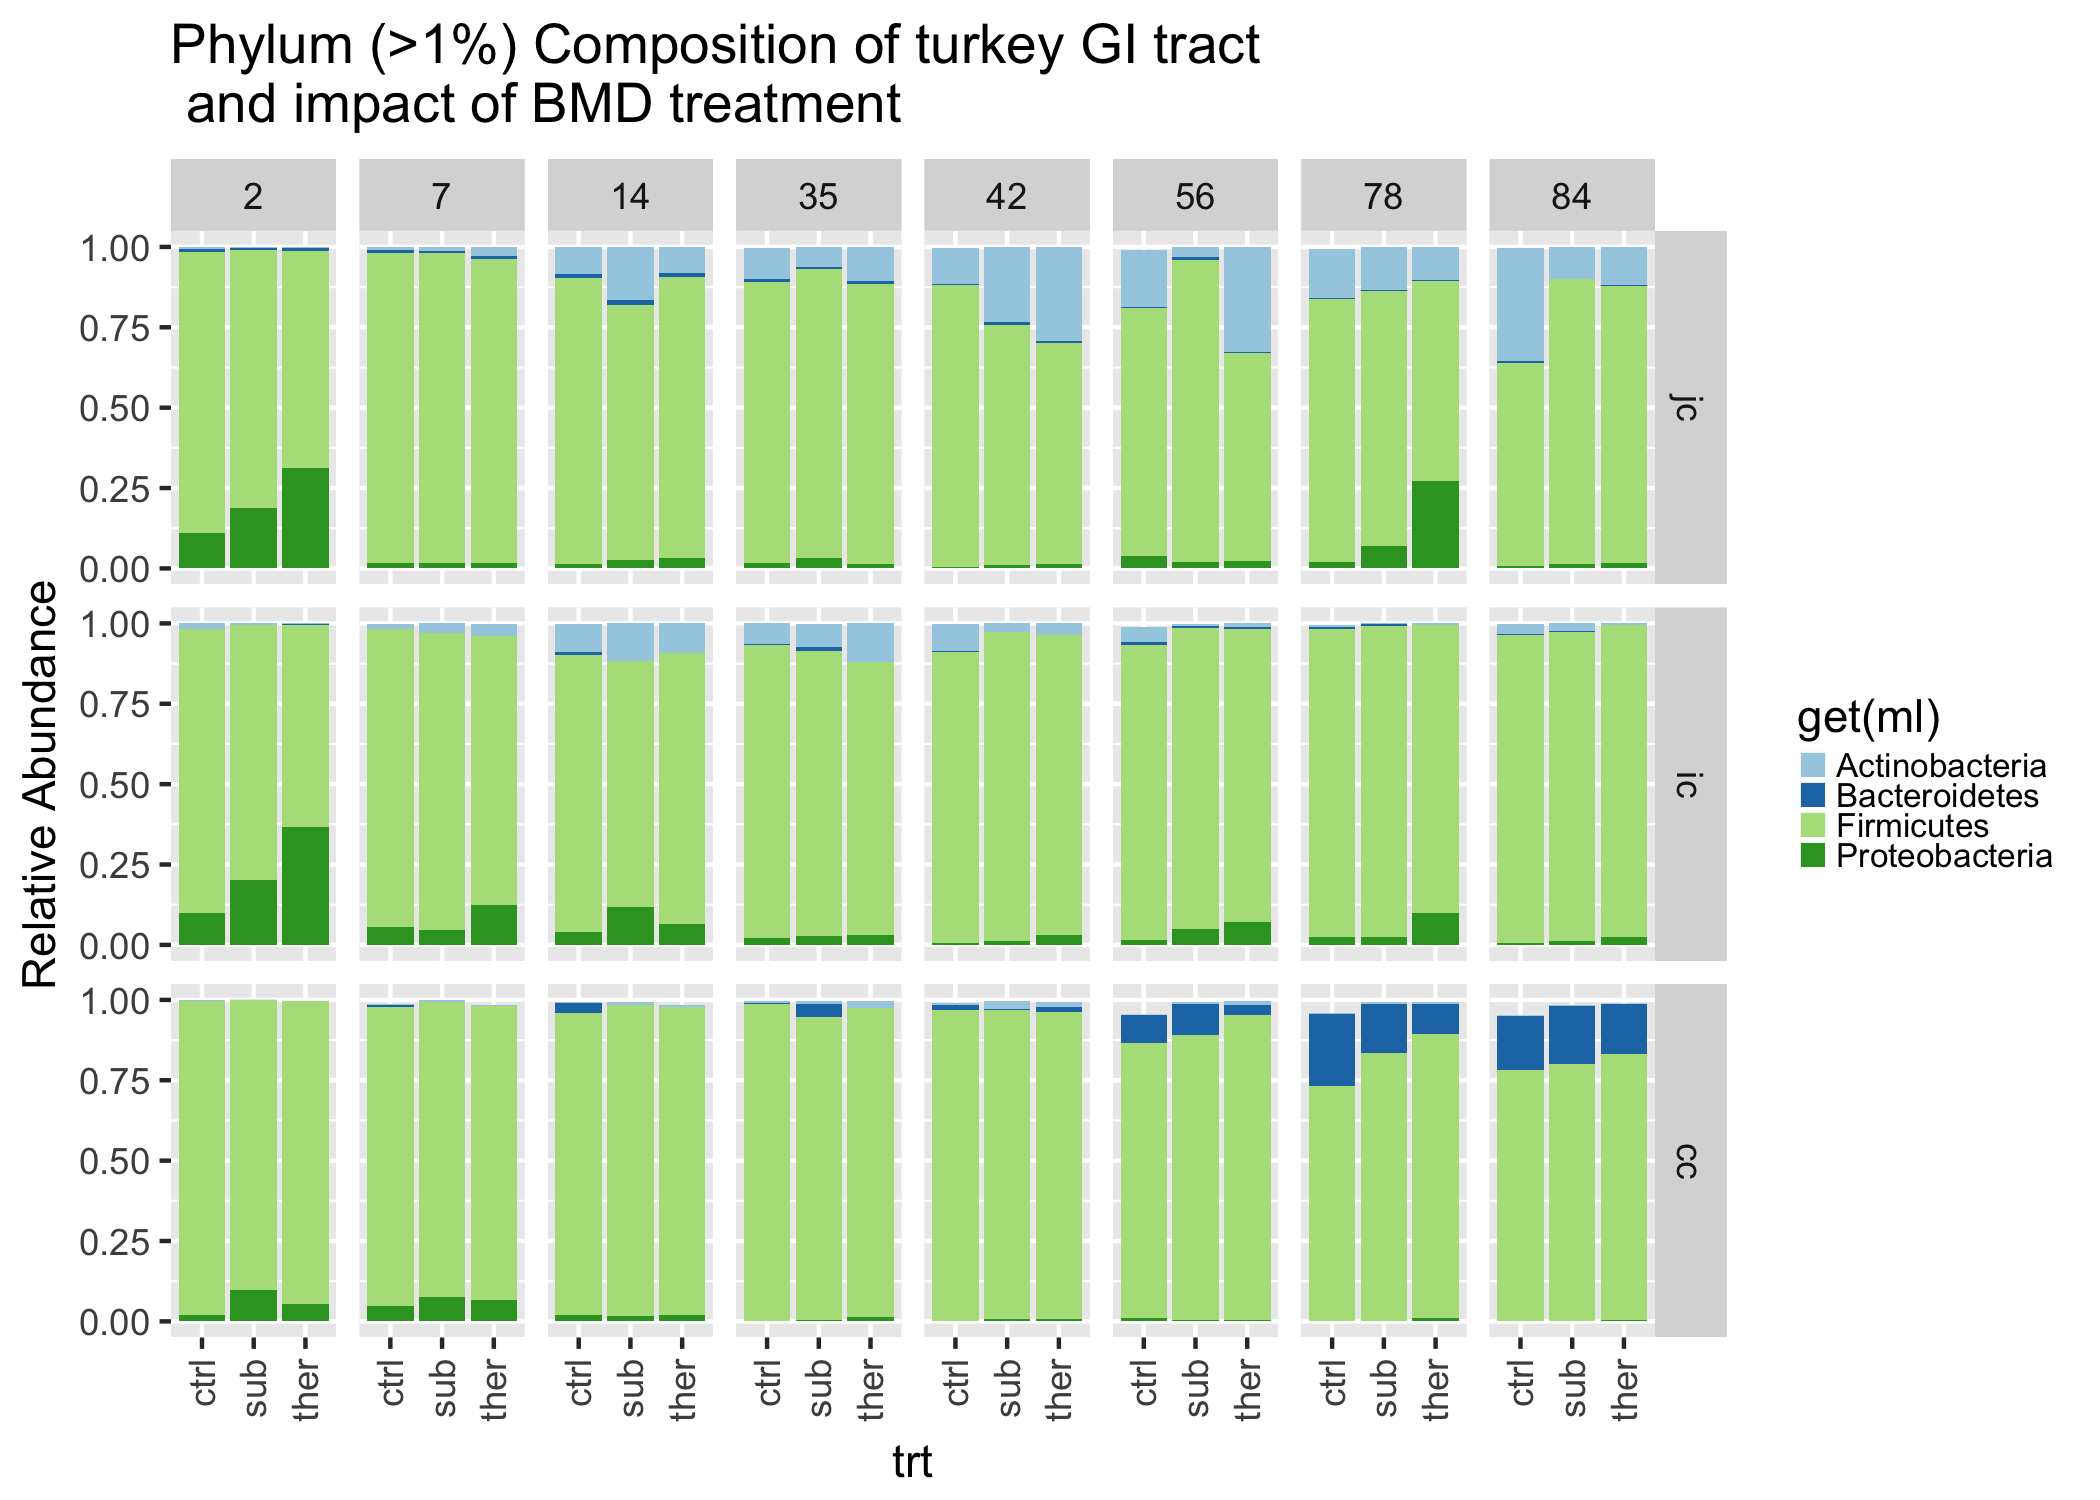 Phylum (>1%) Composition of turkey GI tract
and impact of BMD treatment
2 7 14 35 42 56 78 84
1.00
0.75
0.50
0.25
0.00
jc
1.00
0.75
0.50
0.25
0.00
ic
1.00
0.75
0.50
0.25
0.00
cc
Relative Abundance
ctrl sub ther ctrl sub ther ctrl sub ther ctrl sub ther ctrl sub ther ctrl sub ther ctrl sub ther ctrl sub ther
trt
get(ml)
Actinobacteria
Bacteroidetes
Firmicutes
Proteobacteria